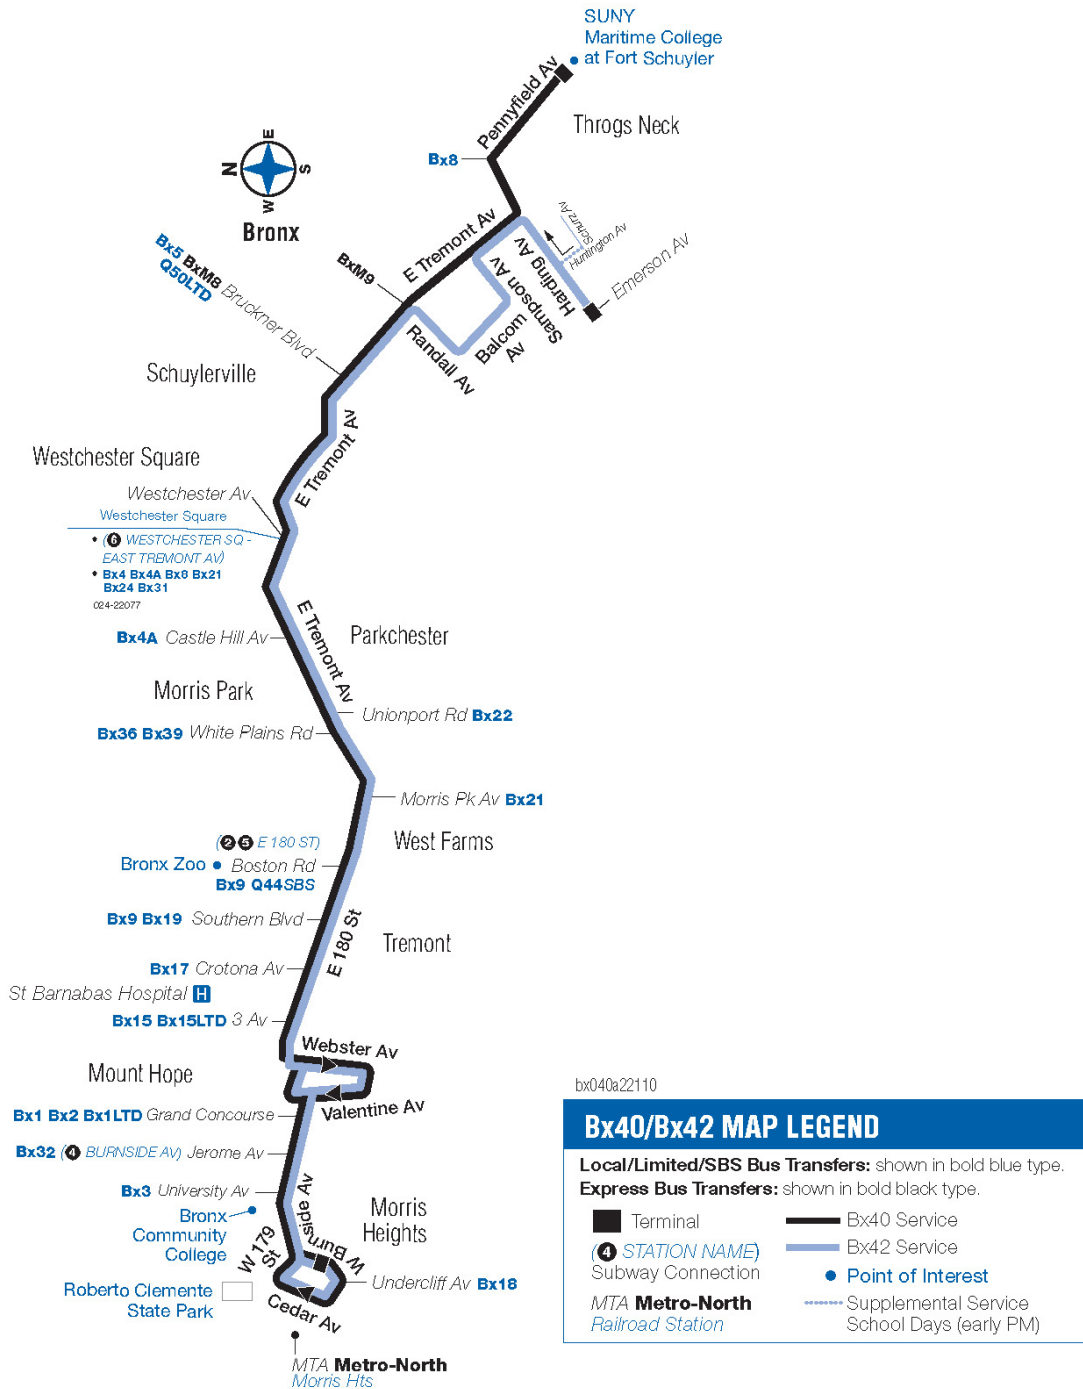 SUNY
Maritime College
at Fort Schuyler
Pennyfield Av
Throgs Neck
Bx8
N
E
S
W
Bronx
E Tremont Av
Schurz Av
Huntington Av
Emerson Av
Harding Av
Sampson Av
Balcom
Av
Randall Av
BxM9
Bx5 BxM8
Q50LTD
Bruckner Blvd
Schuylerville
E Tremont Av
Westchester Square
Westchester Av
Westchester Square
• (6 WESTCHESTER SQ -
EAST TREMONT AV)
• Bx4 Bx4A Bx8 Bx21
Bx24 Bx31
024-22077
E Tremont Av
Bx4A Castle Hill Av
Parkchester
Morris Park
Unionport Rd Bx22
Bx36 Bx39 White Plains Rd
Morris Pk Av Bx21
(2 5 E 180 ST)
West Farms
Bronx Zoo • Boston Rd
Bx9 Q44SBS
Bx9 Bx19 Southern Blvd
E 180 St
Tremont
Bx17 Crotona Av
St Barnabas Hospital H
Bx15 Bx15LTD 3 Av
Webster Av
Mount Hope
Valentine Av
Bx1 Bx2 Bx1LTD Grand Concourse
Bx32 (4 BURNSIDE AV) Jerome Av
Bx3 University Av
Bronx
Community
College
W Burnside Av
Morris
Heights
W 179
St
Undercliff Av Bx18
Roberto Clemente
State Park
Cedar Av
MTA Metro-North
Morris Hts
bx040a22110
Bx40/Bx42 MAP LEGEND
Local/Limited/SBS Bus Transfers: shown in bold blue type.
Express Bus Transfers: shown in bold black type.
Terminal
Bx40 Service
(4 STATION NAME)
Subway Connection
Bx42 Service
Point of Interest
MTA Metro-North
Railroad Station
Supplemental Service
School Days (early PM)